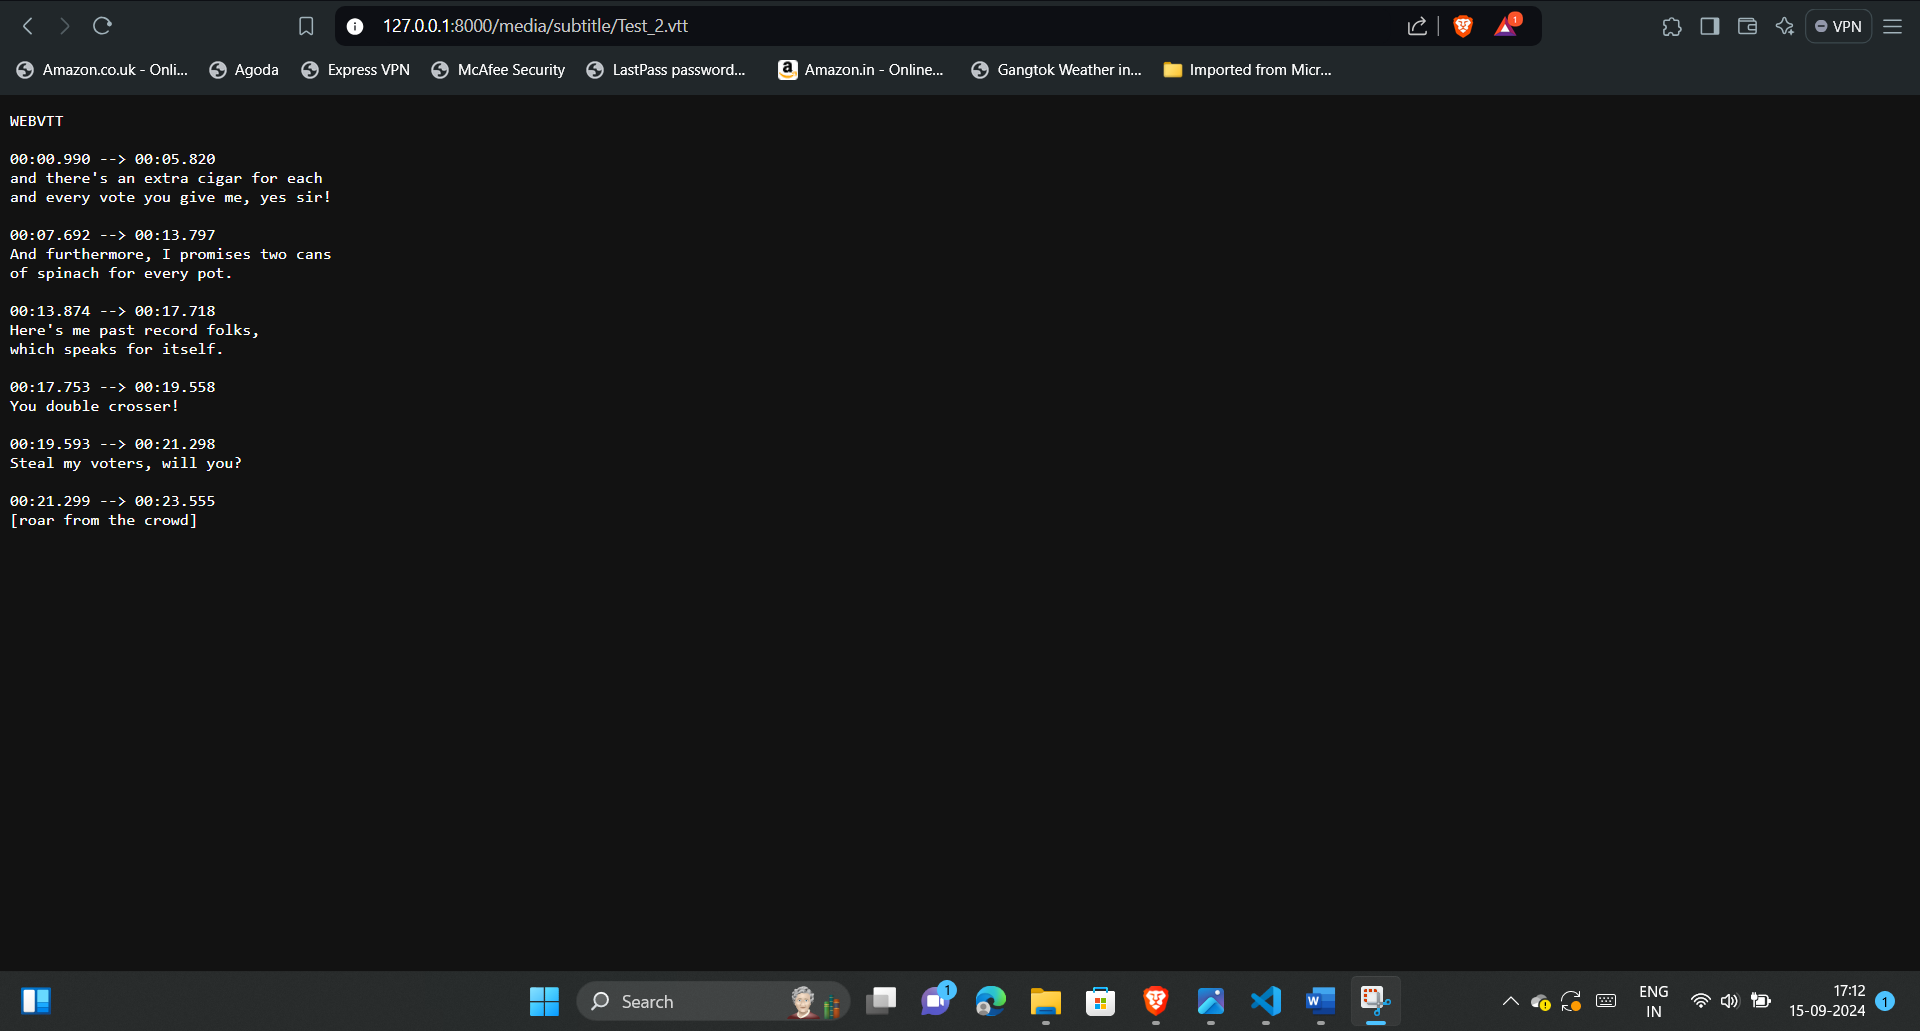 127.0.0.1:8000/media/subtitle/Test_2.vtt
1
VPN
Amazon.co.uk - Onli...
Agoda
Express VPN
McAfee Security
LastPass password...
Amazon.in - Online...
Gangtok Weather in...
Imported from Micr...
WEBVTT
00:00.990 --> 00:05.820
and there's an extra cigar for each
and every vote you give me, yes sir!
00:07.692 --> 00:13.797
And furthermore, I promises two cans
of spinach for every pot.
00:13.874 --> 00:17.718
Here's me past record folks,
which speaks for itself.
00:17.753 --> 00:19.558
You double crosser!
00:19.593 --> 00:21.298
Steal my voters, will you?
00:21.299 --> 00:23.555
[roar from the crowd]
Search
1
ENG
IN
17:12
15-09-2024
1